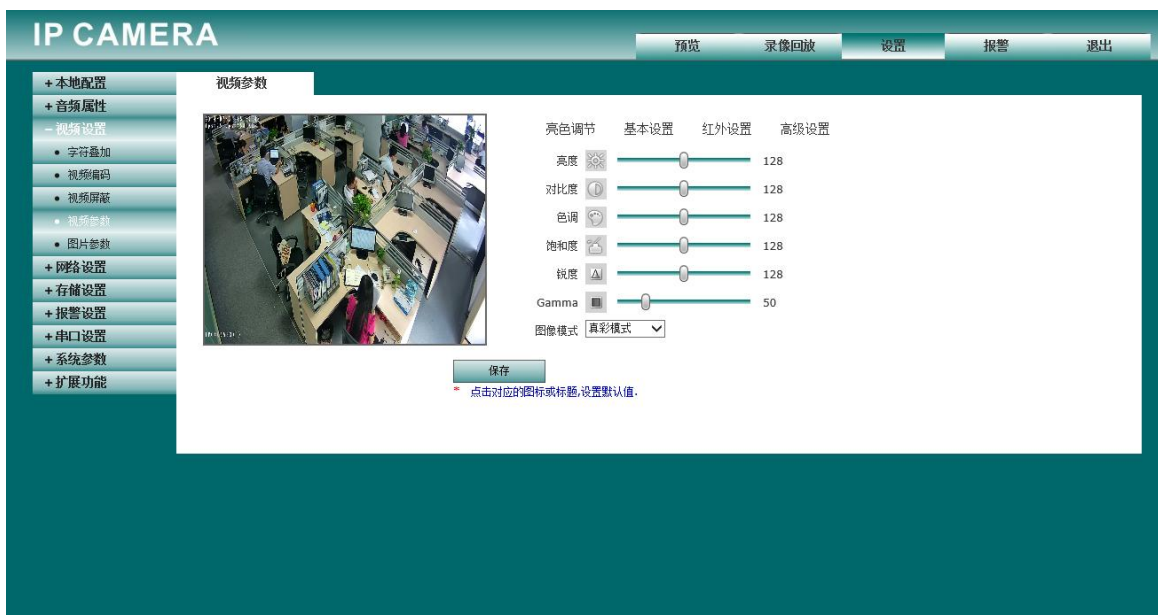 IP CAMERA
预览 录像回放 设置 报警 退出
+本地配置
+音频属性
-视频设置
• 字符叠加
• 视频编码
• 视频屏蔽
• 视频参数
• 图片参数
+网络设置
+存储设置
+报警设置
+串口设置
+系统参数
+扩展功能
视频参数
亮色调节 基本设置 红外设置 高级设置
亮度 128
对比度 128
色调 128
饱和度 128
锐度 128
Gamma 50
图像模式 真彩模式
保存
* 点击对应的图标或标题,设置默认值.